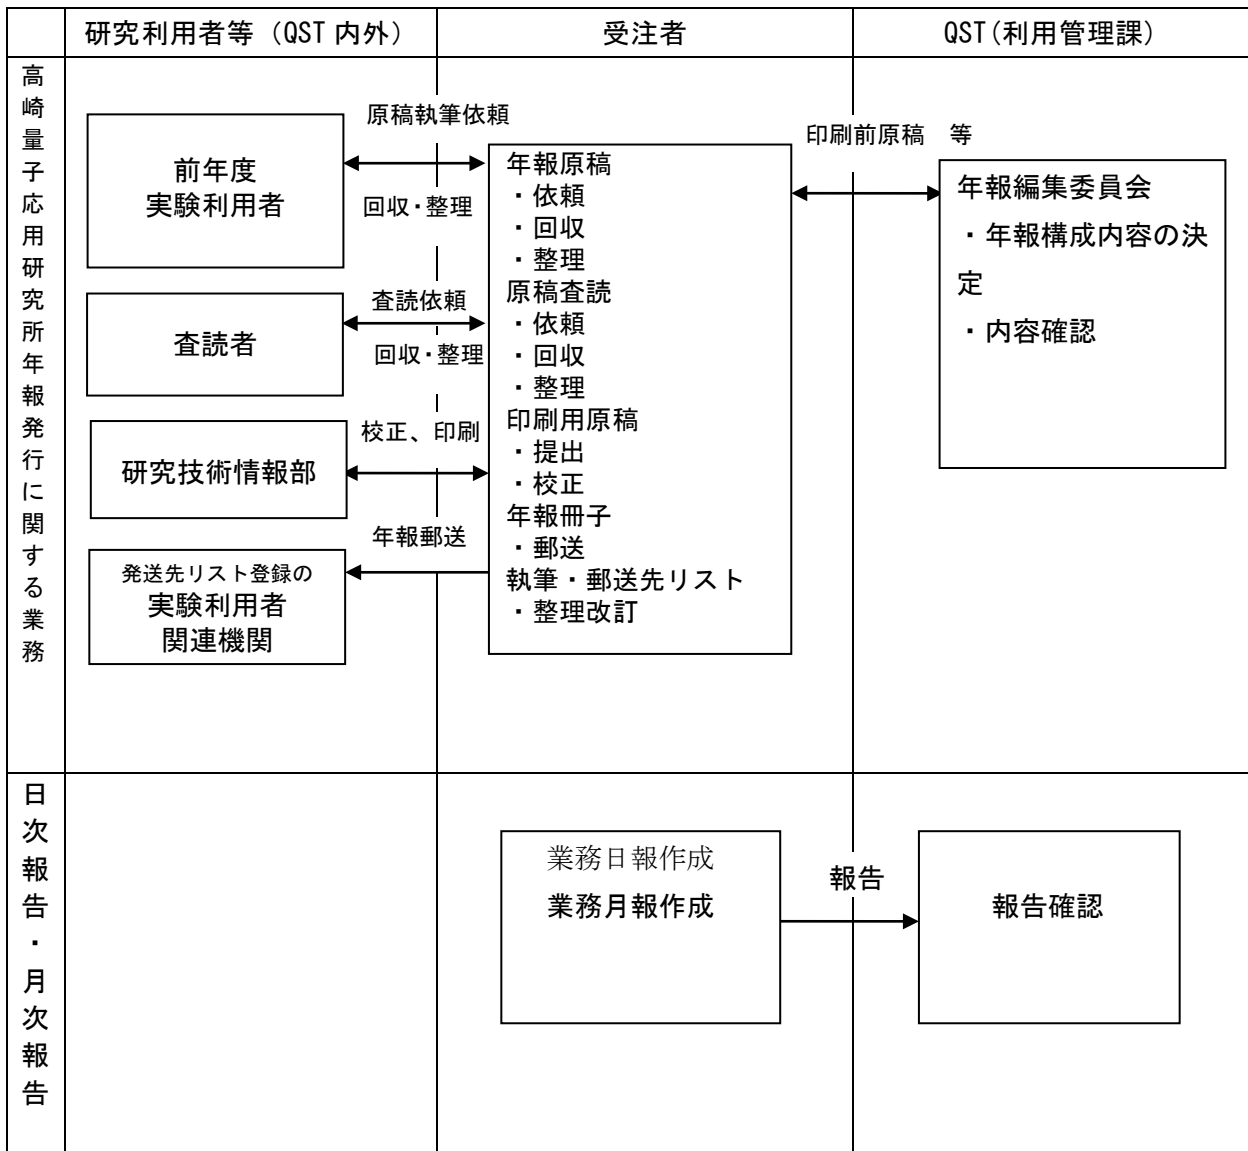 研究利用者等（QST 内外）
受注者
QST(利用管理課)
高崎量子応用研究所年報発行に関する業務
前年度
実験利用者
原稿執筆依頼
回収・整理
査読者
査読依頼
回収・整理
研究技術情報部
校正、印刷
発送先リスト登録の
実験利用者
関連機関
年報郵送
年報原稿
・依頼
・回収
・整理
原稿査読
・依頼
・回収
・整理
印刷用原稿
・提出
・校正
年報冊子
・郵送
執筆・郵送先リスト
・整理改訂
印刷前原稿　等
年報編集委員会
・年報構成内容の決
定
・内容確認
日次報告・月次報告
業務日報作成
業務月報作成
報告
報告確認